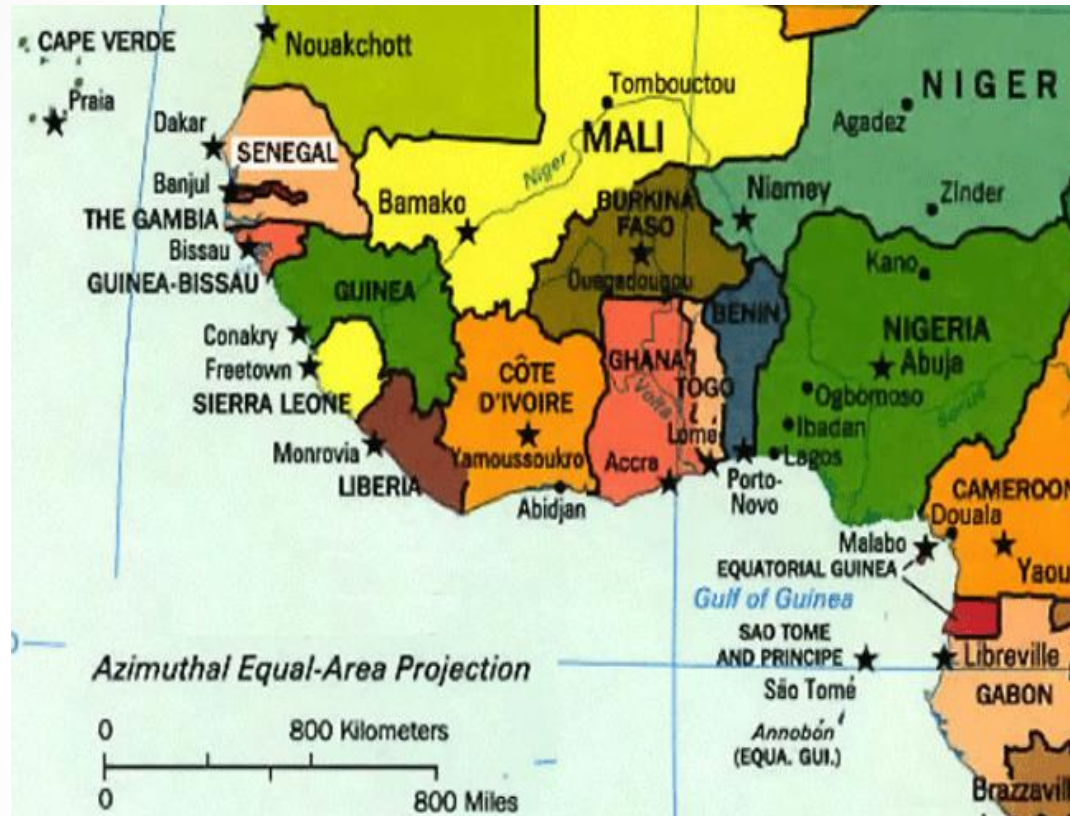 CAPE VERDE
Praia
Nouakchott
Dakar
SENEGAL
Banjul
THE GAMBIA
Bissau
GUINEA-BISSAU
Tombouctou
MALI
Niger
Bamako
NIGER
Agadez
Zinder
Niamey
BURKINA
FASO
Ouagadougou
GUINEA
Conakry
Freetown
SIERRA LEONE
Monrovia
LIBERIA
CÔTE
D'IVOIRE
Yamoussoukro
Abidjan
GHANA
Volta
Accra
TOGO
Lomé
BENIN
Porto-
Novo
Kano
NIGERIA
Abuja
Ogbomoso
Ibadan
Lagos
CAMEROON
Douala
Yaou
Malabo
EQUATORIAL GUINEA
Gulf of Guinea
SAO TOME
AND PRINCIPE
São Tomé
Libreville
GABON
Annobón
(EQUA. GUI.)
Brazzavill
Azimuthal Equal-Area Projection
0 800 Kilometers
0 800 Miles